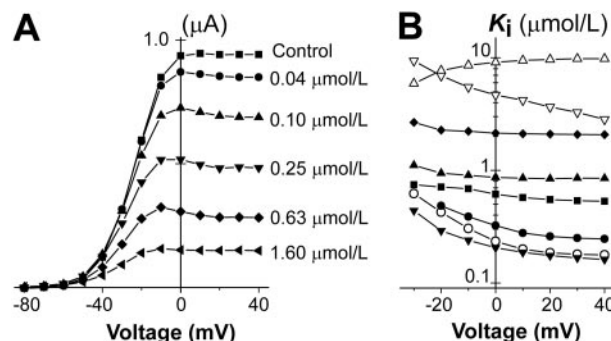 A
(μA)
1.0
Control
0.04 μmol/L
0.10 μmol/L
0.25 μmol/L
0.63 μmol/L
1.60 μmol/L
-80 -40 0 40
Voltage (mV)
B
Ki (μmol/L)
10
1
0.1
-20 0 20 40
Voltage (mV)